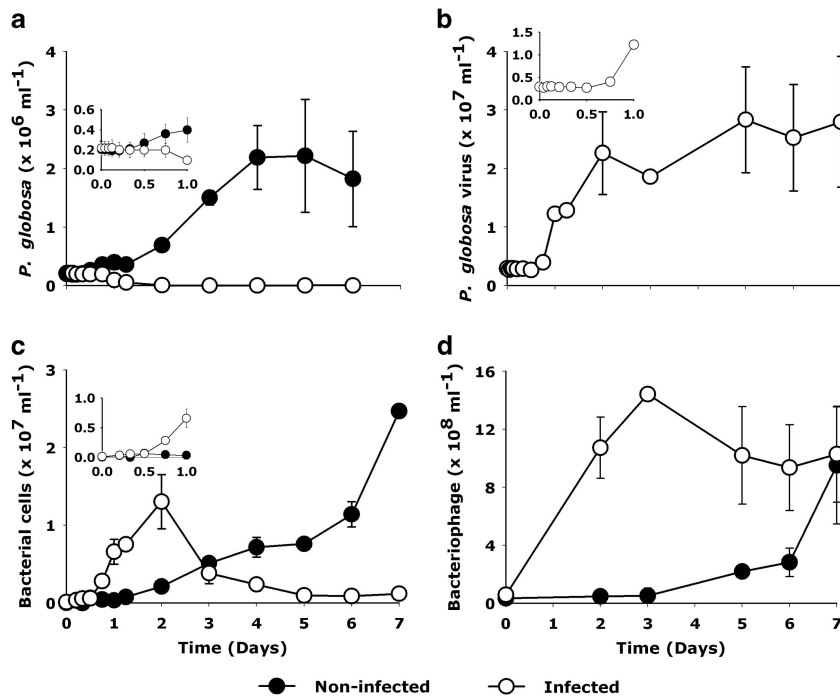 a
P. globosa (x 10⁶ ml⁻¹)
4
3
2
1
0
0.6
0.4
0.2
0.0
0.0 0.5 1.0
b
P. globosa virus (x 10⁷ ml⁻¹)
4
3
2
1
0
1.5
1.0
0.5
0.0
0.0 0.5 1.0
c
Bacterial cells (x 10⁷ ml⁻¹)
3
2
1
0
1.0
0.5
0.0
0.0 0.5 1.0
0 1 2 3 4 5 6 7
Time (Days)
d
Bacteriophage (x 10⁸ ml⁻¹)
16
12
8
4
0
0 1 2 3 4 5 6 7
Time (Days)
Non-infected Infected